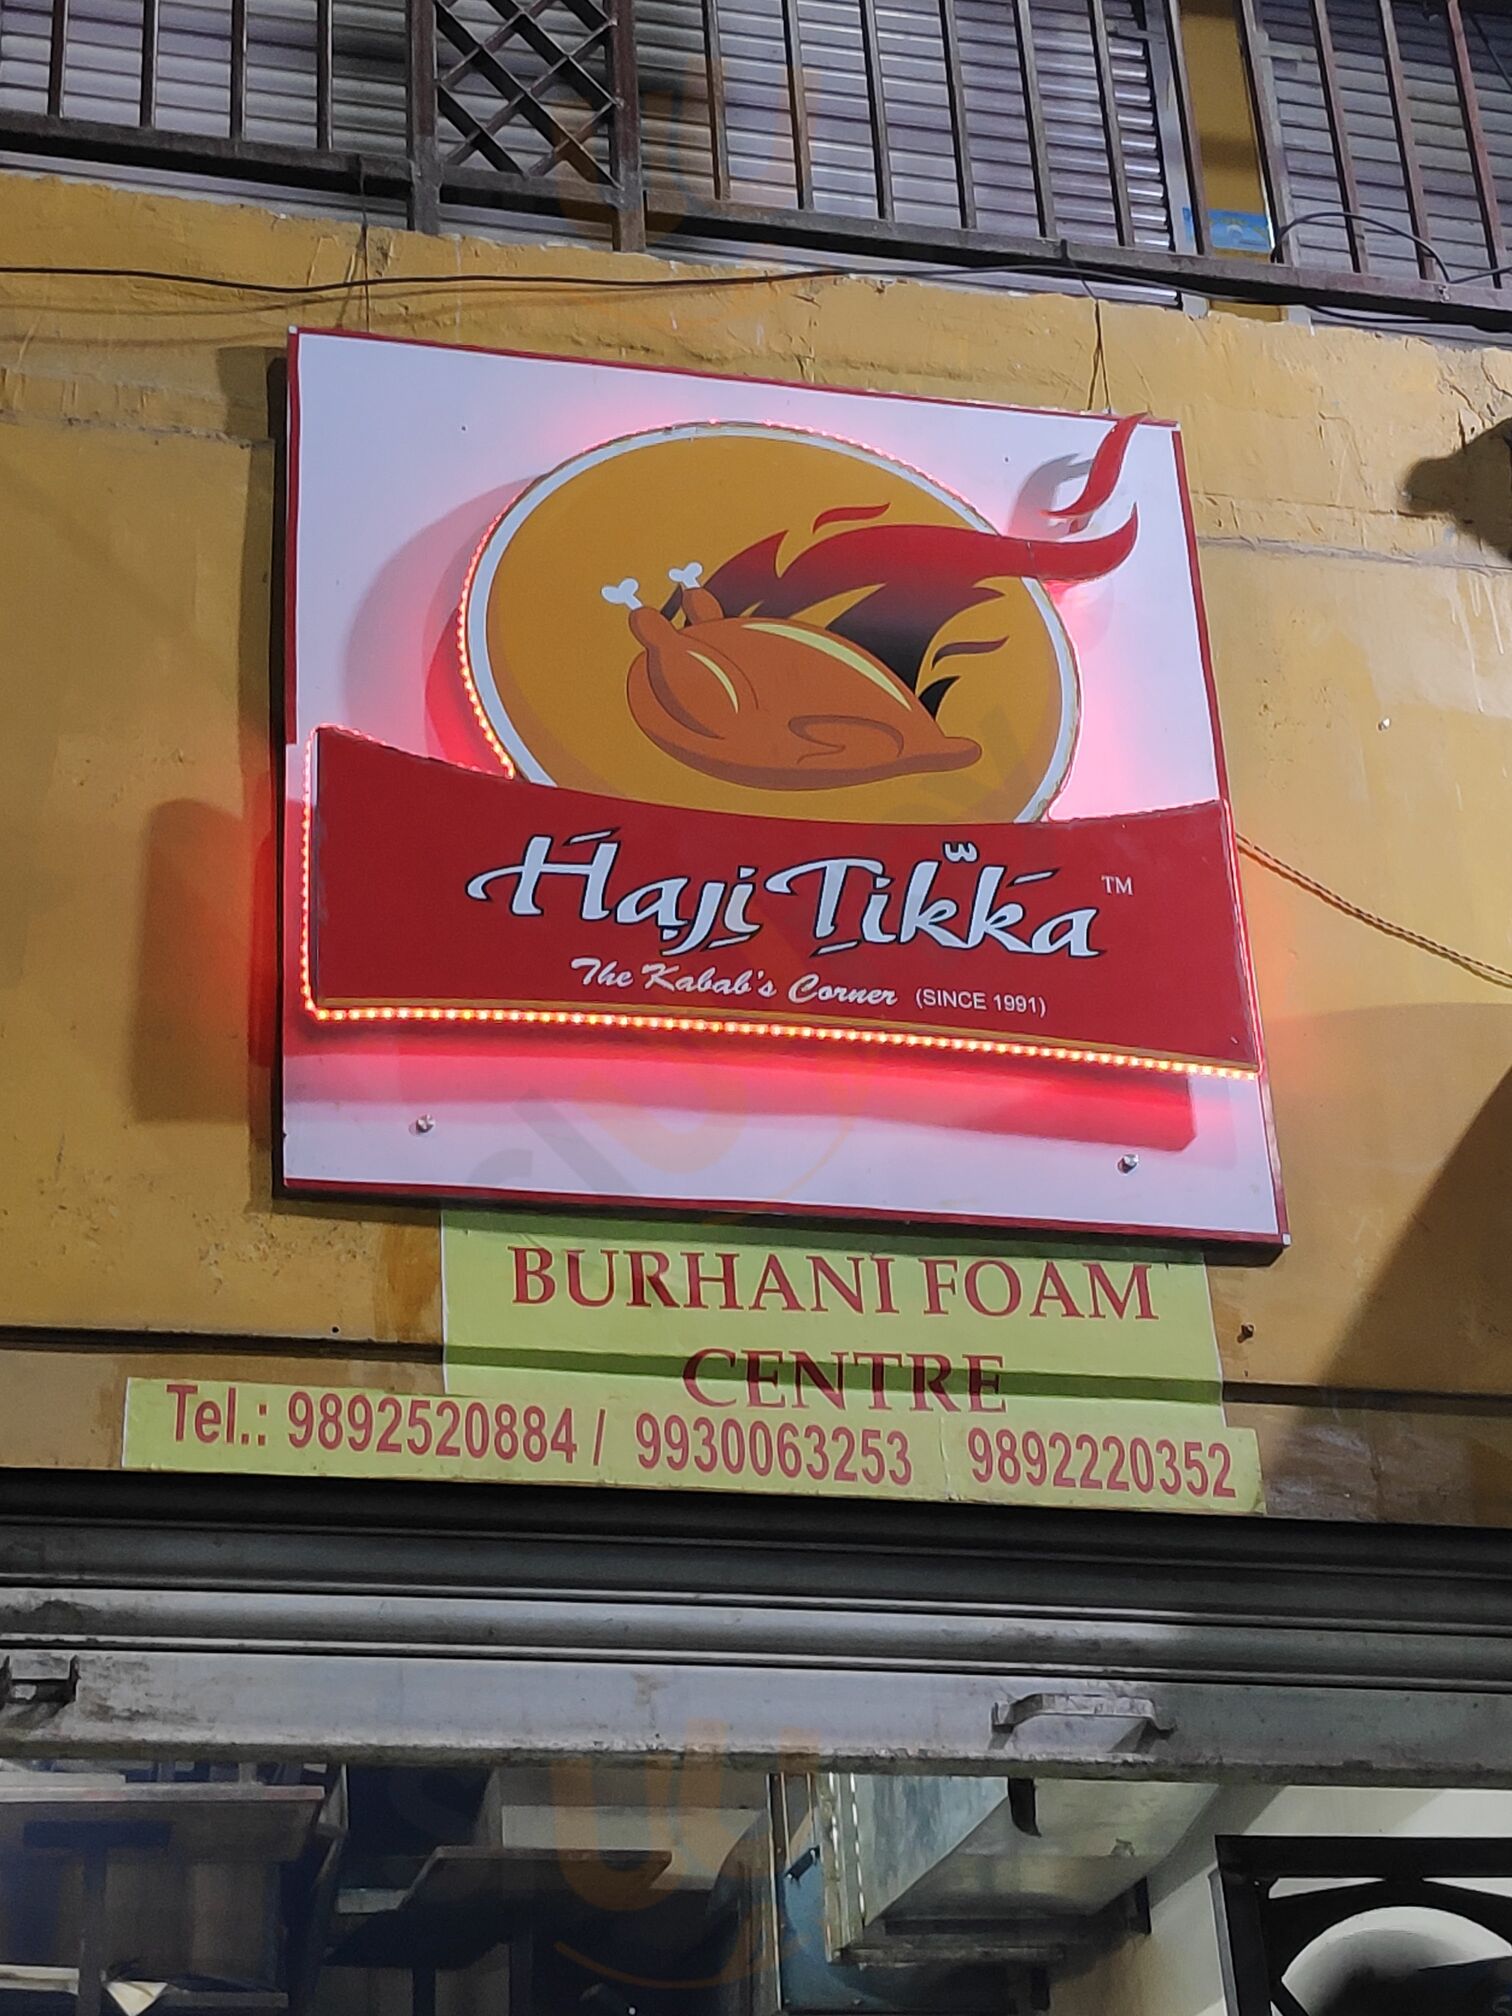 Haji Tikka TM
The Kabab's Corner (SINCE 1991)
BURHANI FOAM
CENTRE
Tel.: 9892520884 / 9930063253 9892220352